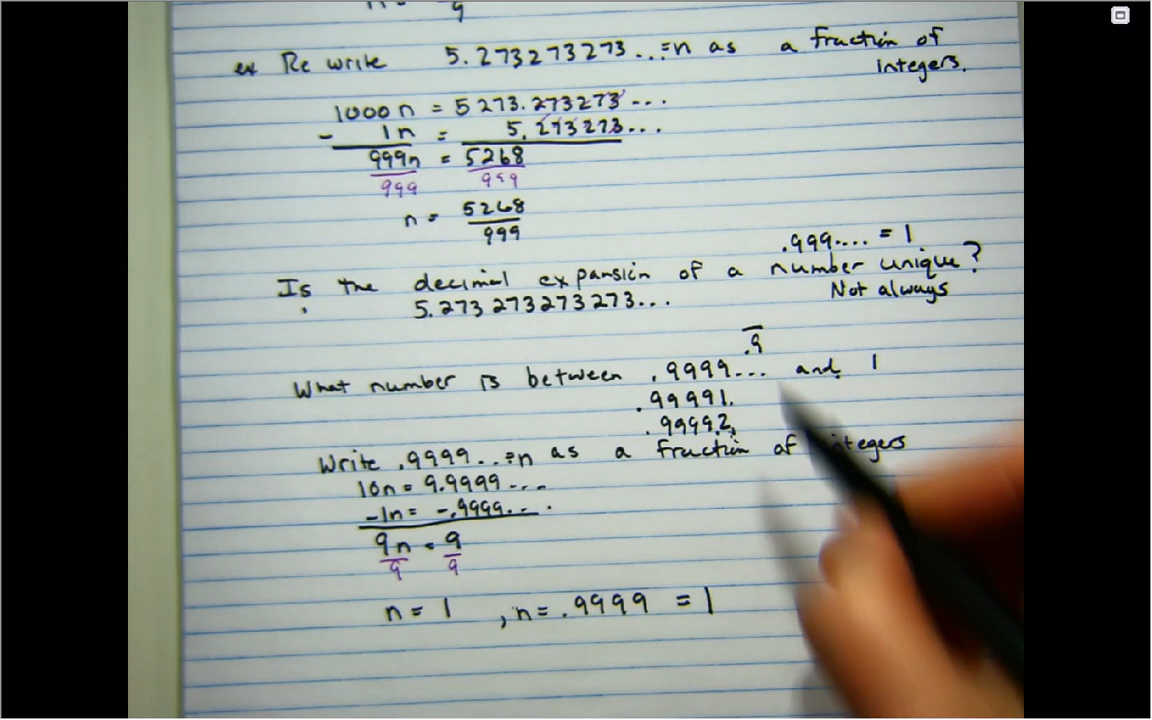 ex Re write 5.273273273...=n as a fraction of
integers.
1000n = 5273.273273...
- 1n = 5.273273...
999n = 5268
999 999
n = 5268
999
.999.... = 1
Is the decimal expansion of a number unique?
5.273273273273... Not always
.9̅
What number is between .9999... and 1
.99991.
.99992,
Write .9999...=n as a fraction of integers
10n = 9.9999...
-1n = -.9999...
9n = 9
9 9
n = 1 , n = .9999 = 1